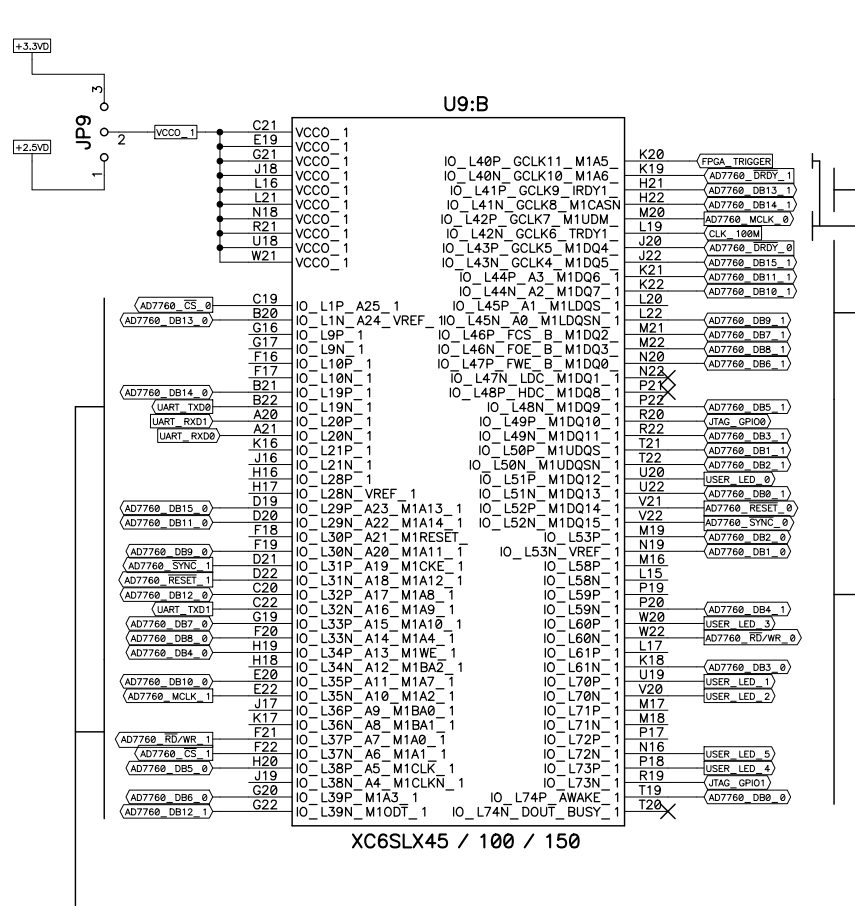 +3.3VD
3
JP9
2
VCCO_1
+2.5VD
1
U9:B
C21 VCCO_1
E19 VCCO_1
G21 VCCO_1
J18 VCCO_1
L16 VCCO_1
L21 VCCO_1
N18 VCCO_1
R21 VCCO_1
U18 VCCO_1
W21 VCCO_1
AD7760_CS_0 C19 IO_L1P_A25_1
AD7760_DB13_0 B20 IO_L1N_A24_VREF_1
G16 IO_L9P_1
G17 IO_L9N_1
F16 IO_L10P_1
F17 IO_L10N_1
AD7760_DB14_0 B21 IO_L19P_1
UART_TXD0 B22 IO_L19N_1
UART_RXD1 A20 IO_L20P_1
UART_RXD0 A21 IO_L20N_1
K16 IO_L21P_1
J16 IO_L21N_1
H16 IO_L28P_1
H17 IO_L28N_VREF_1
AD7760_DB15_0 D19 IO_L29P_A23_M1A13_1
AD7760_DB11_0 D20 IO_L29N_A22_M1A14_1
F18 IO_L30P_A21_M1RESET_
AD7760_DB9_0 F19 IO_L30N_A20_M1A11_1
AD7760_SYNC_1 D21 IO_L31P_A19_M1CKE_1
AD7760_RESET_1 D22 IO_L31N_A18_M1A12_1
AD7760_DB12_0 C20 IO_L32P_A17_M1A8_1
UART_TXD1 C22 IO_L32N_A16_M1A9_1
AD7760_DB7_0 G19 IO_L33P_A15_M1A10_1
AD7760_DB8_0 F20 IO_L33N_A14_M1A4_1
AD7760_DB4_0 H19 IO_L34P_A13_M1WE_1
H18 IO_L34N_A12_M1BA2_1
AD7760_DB10_0 E20 IO_L35P_A11_M1A7_1
AD7760_MCLK_1 E22 IO_L35N_A10_M1A2_1
J17 IO_L36P_A9_M1BA0_1
K17 IO_L36N_A8_M1BA1_1
AD7760_RD/WR_1 F21 IO_L37P_A7_M1A0_1
AD7760_CS_1 F22 IO_L37N_A6_M1A1_1
AD7760_DB5_0 H20 IO_L38P_A5_M1CLK_1
J19 IO_L38N_A4_M1CLKN_1
AD7760_DB6_0 G20 IO_L39P_M1A3_1
AD7760_DB12_1 G22 IO_L39N_M1ODT_1
IO_L40P_GCLK11_M1A5_ K20 FPGA_TRIGGER
IO_L40N_GCLK10_M1A6_ K19 AD7760_DRDY_1
IO_L41P_GCLK9_IRDY1_ H21 AD7760_DB13_1
IO_L41N_GCLK8_M1CASN H22 AD7760_DB14_1
IO_L42P_GCLK7_M1UDM_ M20 AD7760_MCLK_0
IO_L42N_GCLK6_TRDY1_ L19 CLK_100M
IO_L43P_GCLK5_M1DQ4_ J20 AD7760_DRDY_0
IO_L43N_GCLK4_M1DQ5_ J22 AD7760_DB15_1
IO_L44P_A3_M1DQ6_1 K21 AD7760_DB11_1
IO_L44N_A2_M1DQ7_1 K22 AD7760_DB10_1
IO_L45P_A1_M1LDQS_1 L20
IO_L45N_A0_M1LDQSN_1 L22 AD7760_DB9_1
IO_L46P_FCS_B_M1DQ2_ M21 AD7760_DB7_1
IO_L46N_FOE_B_M1DQ3_ M22 AD7760_DB8_1
IO_L47P_FWE_B_M1DQ0_ N20 AD7760_DB6_1
IO_L47N_LDC_M1DQ1_1 N22
IO_L48P_HDC_M1DQ8_1 P21
IO_L48N_M1DQ9_1 P22 AD7760_DB5_1
IO_L49P_M1DQ10_1 R20 JTAG_GPIO0
IO_L49N_M1DQ11_1 R22 AD7760_DB3_1
IO_L50P_M1UDQS_1 T21 AD7760_DB1_1
IO_L50N_M1UDQSN_1 T22 AD7760_DB2_1
IO_L51P_M1DQ12_1 U20 USER_LED_0
IO_L51N_M1DQ13_1 U22 AD7760_DB0_1
IO_L52P_M1DQ14_1 V21 AD7760_RESET_0
IO_L52N_M1DQ15_1 V22 AD7760_SYNC_0
IO_L53P_1 M19 AD7760_DB2_0
IO_L53N_VREF_1 N19 AD7760_DB1_0
IO_L58P_1 M16
IO_L58N_1 L15
IO_L59P_1 P19
IO_L59N_1 P20 AD7760_DB4_1
IO_L60P_1 W20 USER_LED_3
IO_L60N_1 W22 AD7760_RD/WR_0
IO_L61P_1 L17
IO_L61N_1 K18 AD7760_DB3_0
IO_L70P_1 U19 USER_LED_1
IO_L70N_1 V20 USER_LED_2
IO_L71P_1 M17
IO_L71N_1 M18
IO_L72P_1 P17
IO_L72N_1 N16 USER_LED_5
IO_L73P_1 P18 USER_LED_4
IO_L73N_1 R19 JTAG_GPIO1
IO_L74P_AWAKE_1 T19 AD7760_DB0_0
IO_L74N_DOUT_BUSY_1 T20
XC6SLX45 / 100 / 150